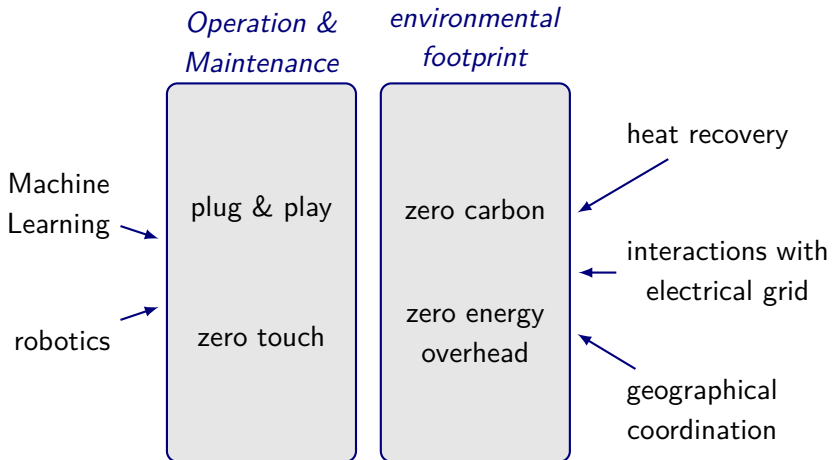 Operation &
Maintenance
environmental
footprint
Machine
Learning
robotics
plug & play
zero touch
zero carbon
zero energy
overhead
heat recovery
interactions with
electrical grid
geographical
coordination